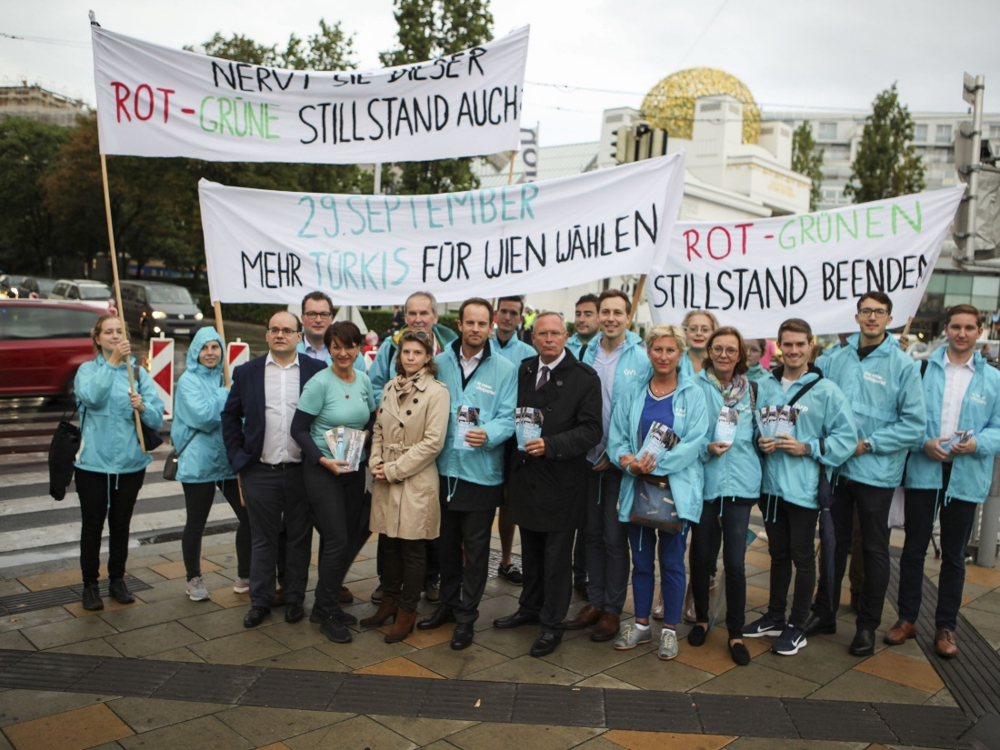 NERVT SIE DIESER
ROT-GRÜNE STILLSTAND AUCH
29. SEPTEMBER
MEHR TÜRKIS FÜR WIEN WÄHLEN
ROT-GRÜNEN
STILLSTAND BEENDEN